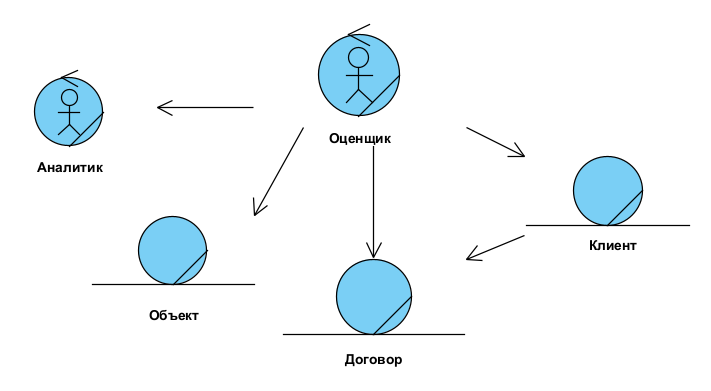 Оценщик
Аналитик
Клиент
Объект
Договор